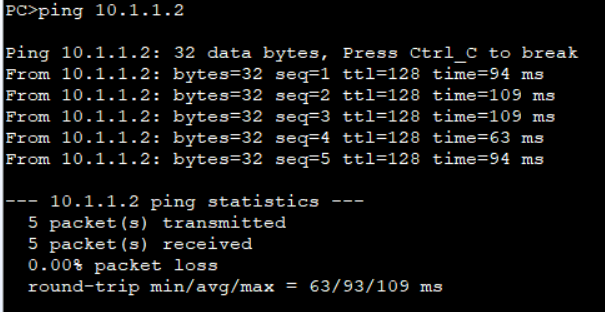 PC>ping 10.1.1.2
Ping 10.1.1.2: 32 data bytes, Press Ctrl_C to break
From 10.1.1.2: bytes=32 seq=1 ttl=128 time=94 ms
From 10.1.1.2: bytes=32 seq=2 ttl=128 time=109 ms
From 10.1.1.2: bytes=32 seq=3 ttl=128 time=109 ms
From 10.1.1.2: bytes=32 seq=4 ttl=128 time=63 ms
From 10.1.1.2: bytes=32 seq=5 ttl=128 time=94 ms
--- 10.1.1.2 ping statistics ---
5 packet(s) transmitted
5 packet(s) received
0.00% packet loss
round-trip min/avg/max = 63/93/109 ms